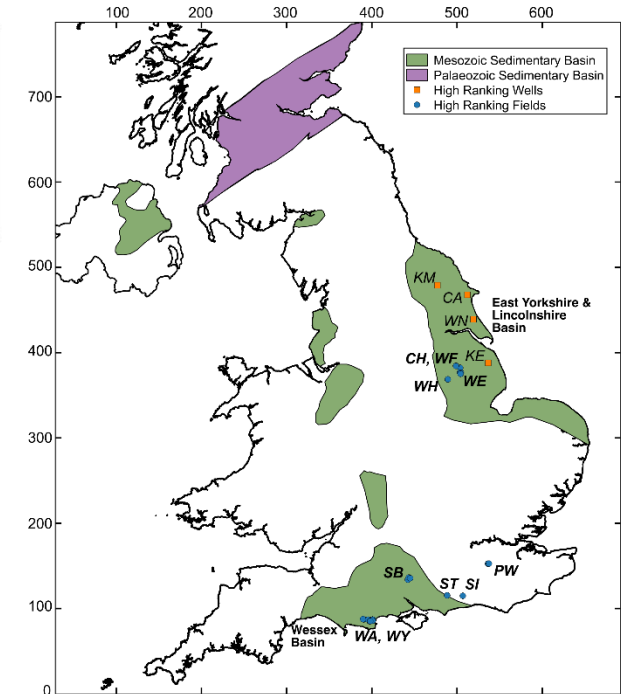 100 200 300 400 500 600
Mesozoic Sedimentary Basin
Palaeozoic Sedimentary Basin
High Ranking Wells
High Ranking Fields
700
600
500
400
300
200
100
0
KM
CA
WN
East Yorkshire &
Lincolnshire
Basin
CH, WF
KE
WH
WE
SB
ST
SI
PW
Wessex
Basin
WA, WY